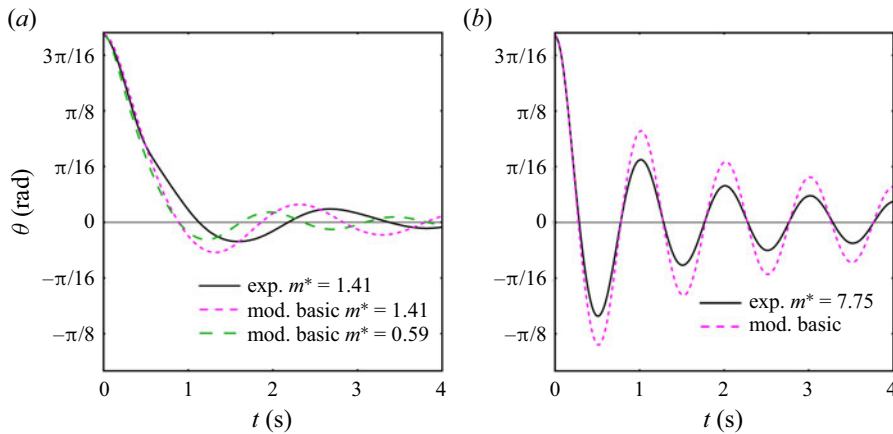 (a)
(b)
3π/16
π/8
π/16
0
−π/16
−π/8
θ (rad)
exp. m* = 1.41
mod. basic m* = 1.41
mod. basic m* = 0.59
0 1 2 3 4
t (s)
3π/16
π/8
π/16
0
−π/16
−π/8
exp. m* = 7.75
mod. basic
0 1 2 3 4
t (s)